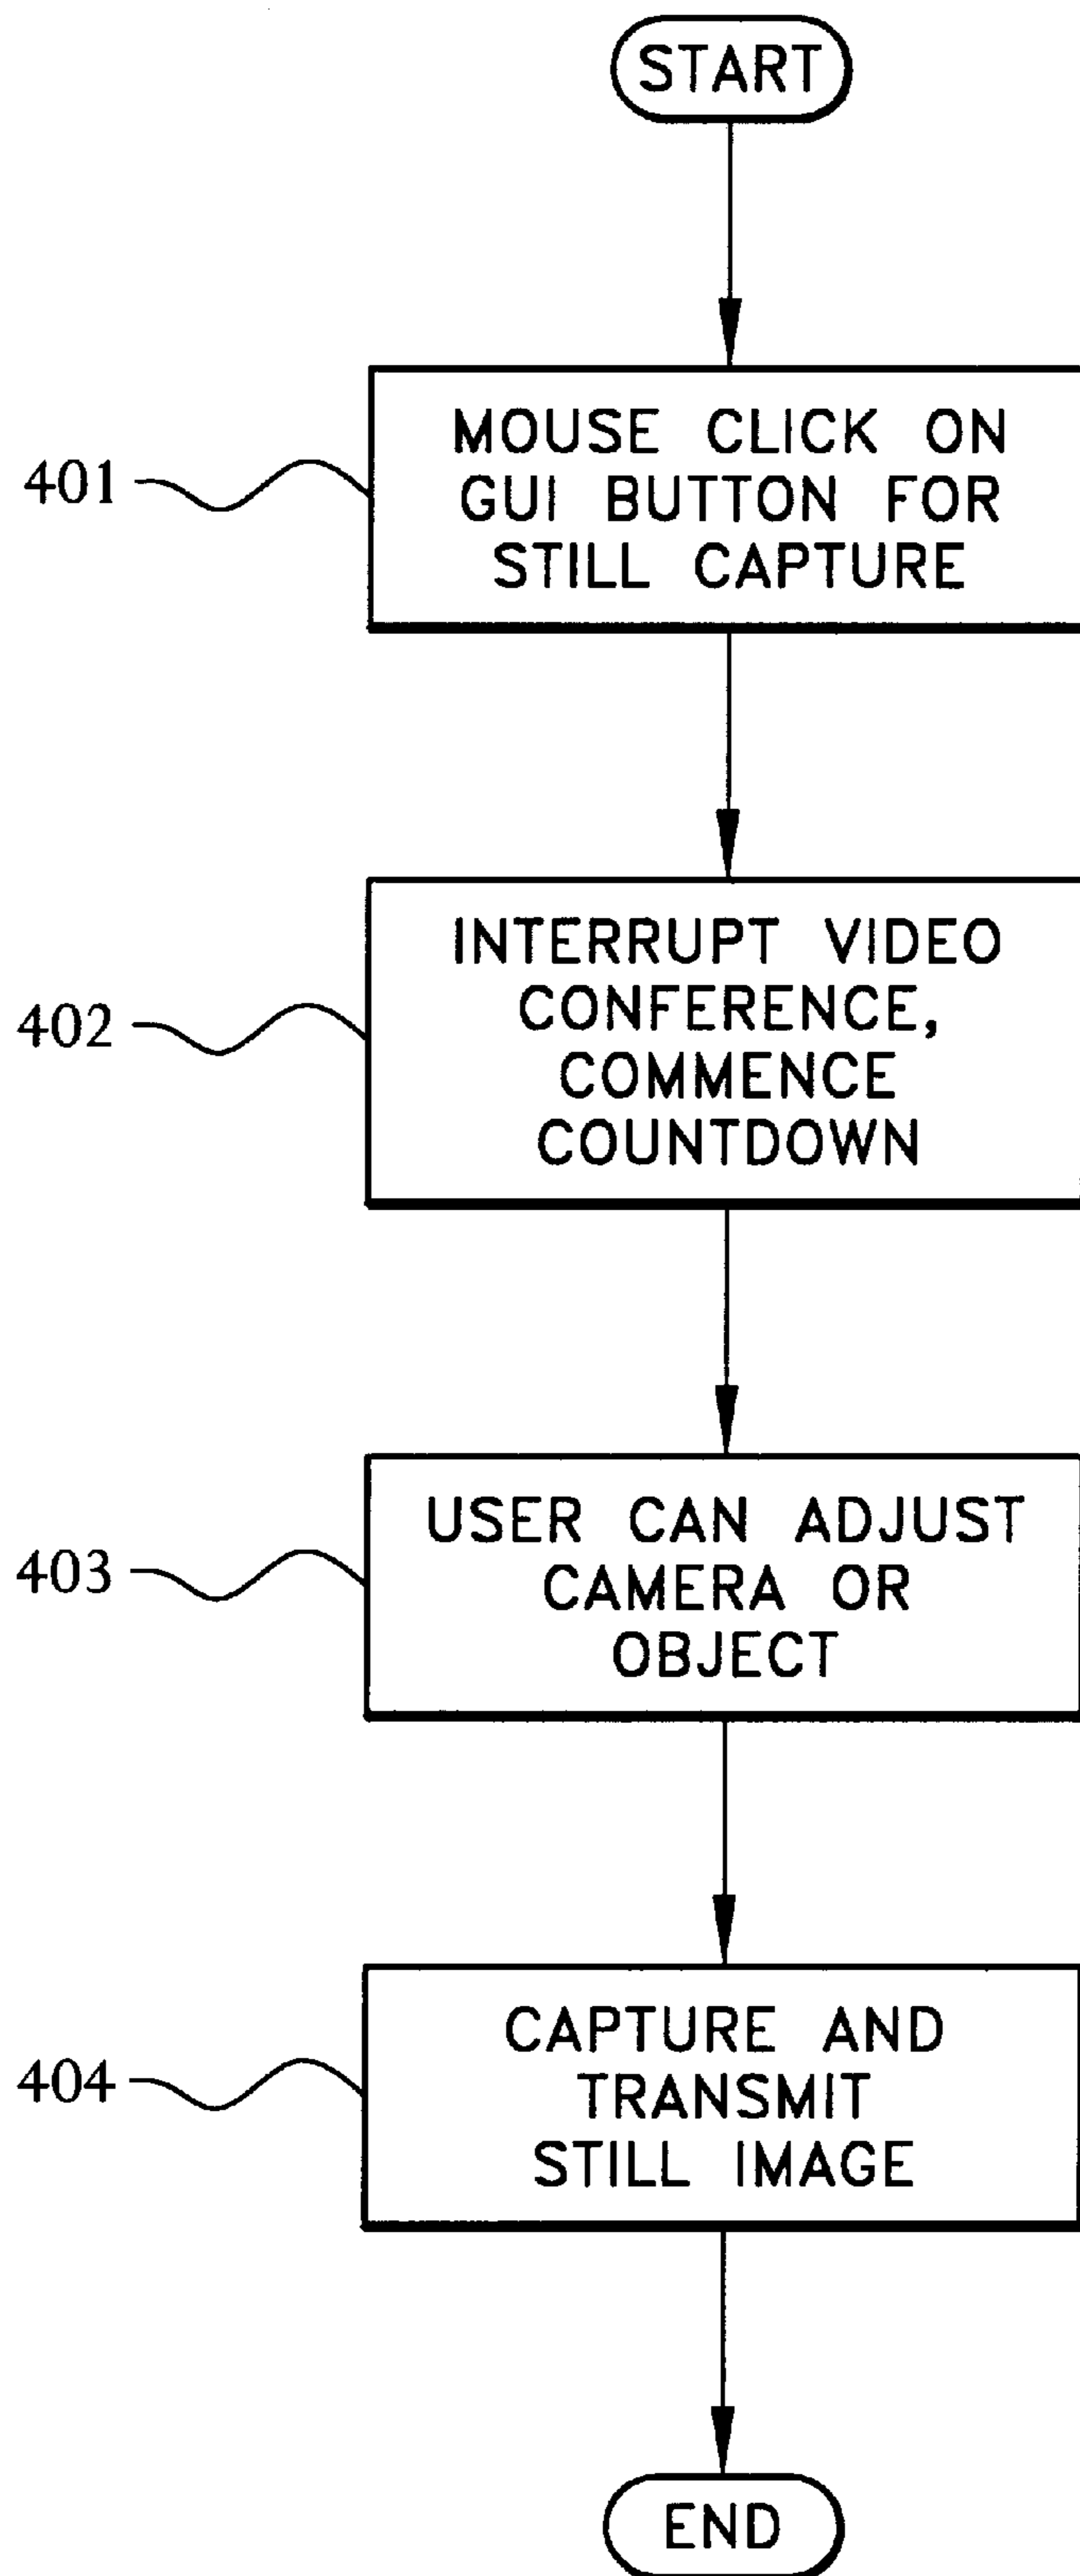 START
401
MOUSE CLICK ON
GUI BUTTON FOR
STILL CAPTURE
402
INTERRUPT VIDEO
CONFERENCE,
COMMENCE
COUNTDOWN
403
USER CAN ADJUST
CAMERA OR
OBJECT
404
CAPTURE AND
TRANSMIT
STILL IMAGE
END